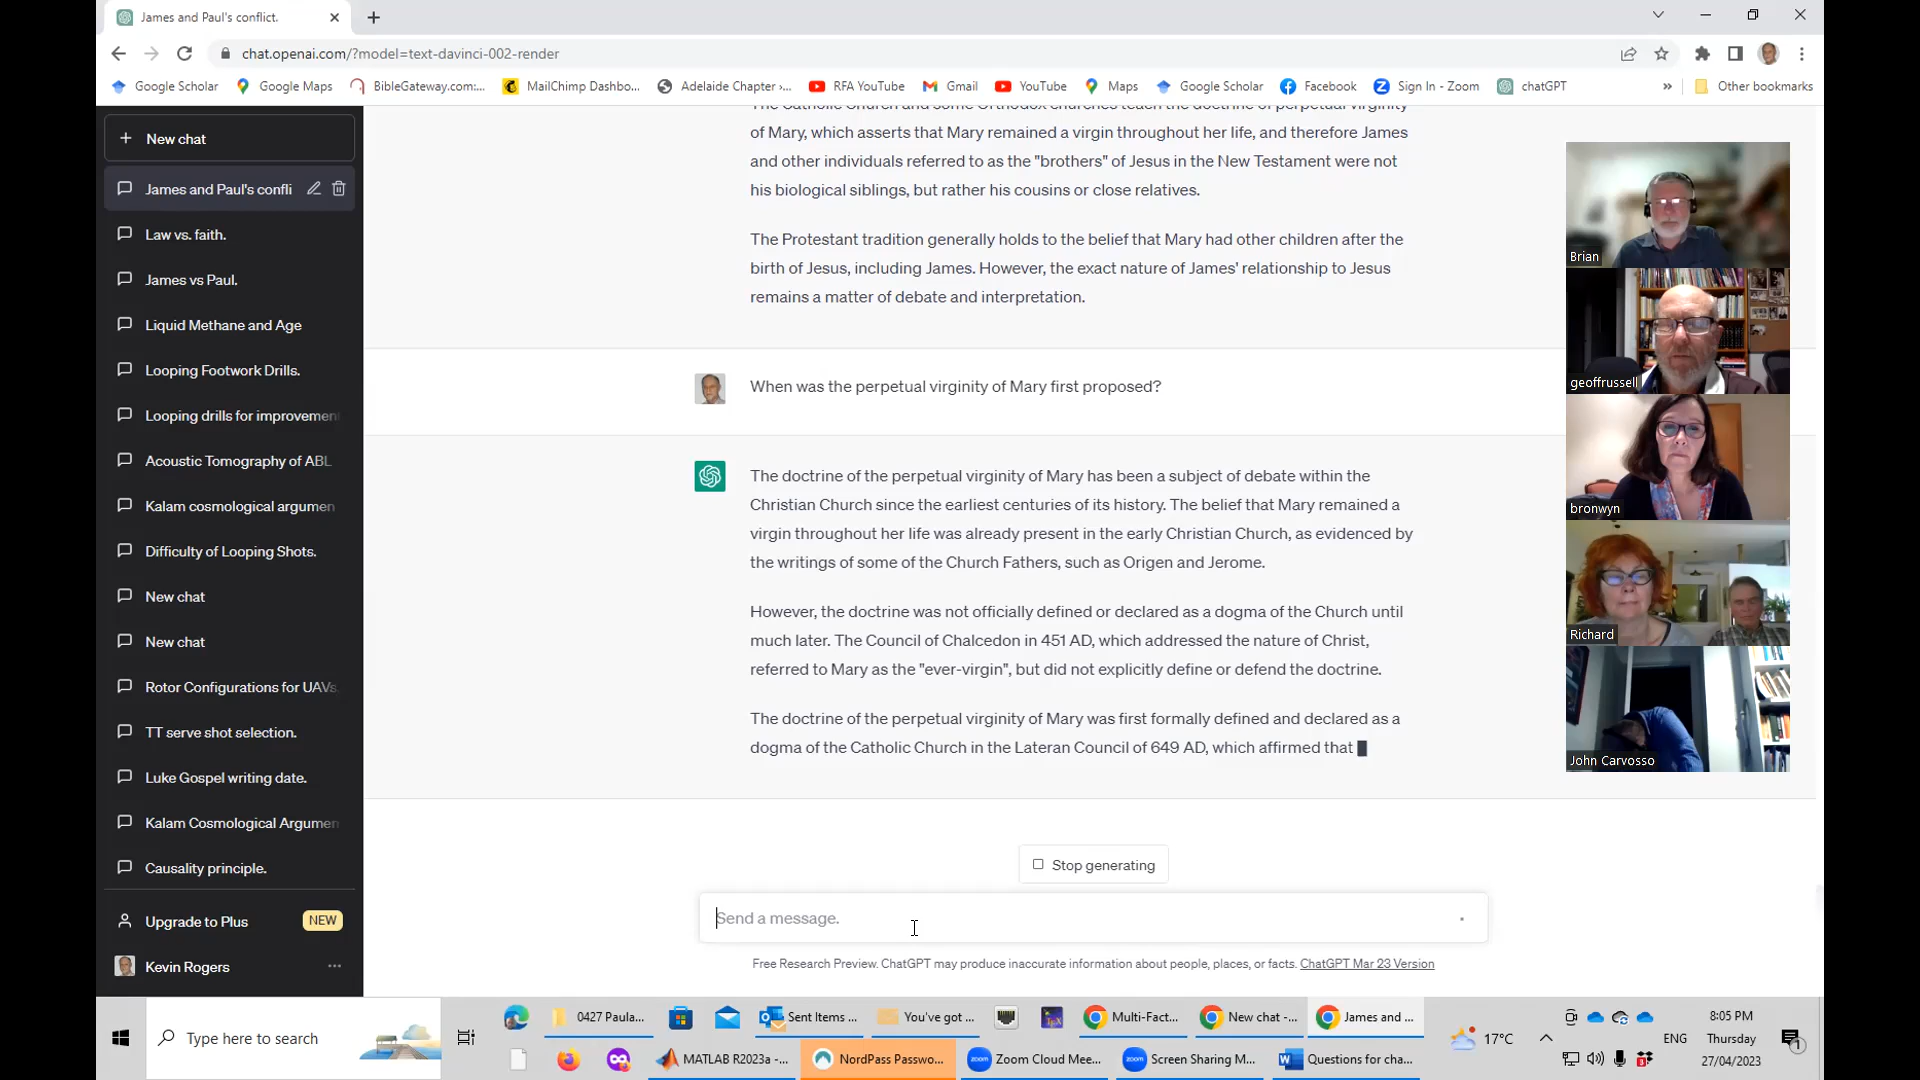 James and Paul's conflict.
chat.openai.com/?model=text-davinci-002-render
Google Scholar
Google Maps
BibleGateway.com:...
MailChimp Dashbo...
Adelaide Chapter ›...
RFA YouTube
Gmail
YouTube
Maps
Google Scholar
Facebook
Sign In - Zoom
chatGPT
»
Other bookmarks
+ New chat
James and Paul's confli
Law vs. faith.
James vs Paul.
Liquid Methane and Age
Looping Footwork Drills.
Looping drills for improvemen
Acoustic Tomography of ABL
Kalam cosmological argumen
Difficulty of Looping Shots.
New chat
New chat
Rotor Configurations for UAVs.
TT serve shot selection.
Luke Gospel writing date.
Kalam Cosmological Argumen
Causality principle.
Upgrade to Plus
NEW
Kevin Rogers
The Catholic Church and some Orthodox churches teach the doctrine of perpetual virginity
of Mary, which asserts that Mary remained a virgin throughout her life, and therefore James
and other individuals referred to as the "brothers" of Jesus in the New Testament were not
his biological siblings, but rather his cousins or close relatives.
The Protestant tradition generally holds to the belief that Mary had other children after the
birth of Jesus, including James. However, the exact nature of James' relationship to Jesus
remains a matter of debate and interpretation.
When was the perpetual virginity of Mary first proposed?
The doctrine of the perpetual virginity of Mary has been a subject of debate within the
Christian Church since the earliest centuries of its history. The belief that Mary remained a
virgin throughout her life was already present in the early Christian Church, as evidenced by
the writings of some of the Church Fathers, such as Origen and Jerome.
However, the doctrine was not officially defined or declared as a dogma of the Church until
much later. The Council of Chalcedon in 451 AD, which addressed the nature of Christ,
referred to Mary as the "ever-virgin", but did not explicitly define or defend the doctrine.
The doctrine of the perpetual virginity of Mary was first formally defined and declared as a
dogma of the Catholic Church in the Lateran Council of 649 AD, which affirmed that
Stop generating
Send a message.
Free Research Preview. ChatGPT may produce inaccurate information about people, places, or facts. ChatGPT Mar 23 Version
Brian
geoffrussell
bronwyn
Richard
John Carvosso
Type here to search
0427 Paula...
Sent Items ...
You've got ...
Multi-Fact...
New chat -...
James and ...
MATLAB R2023a -...
NordPass Passwo...
Zoom Cloud Mee...
Screen Sharing M...
Questions for cha...
17°C
ENG
8:05 PM
Thursday
27/04/2023
1